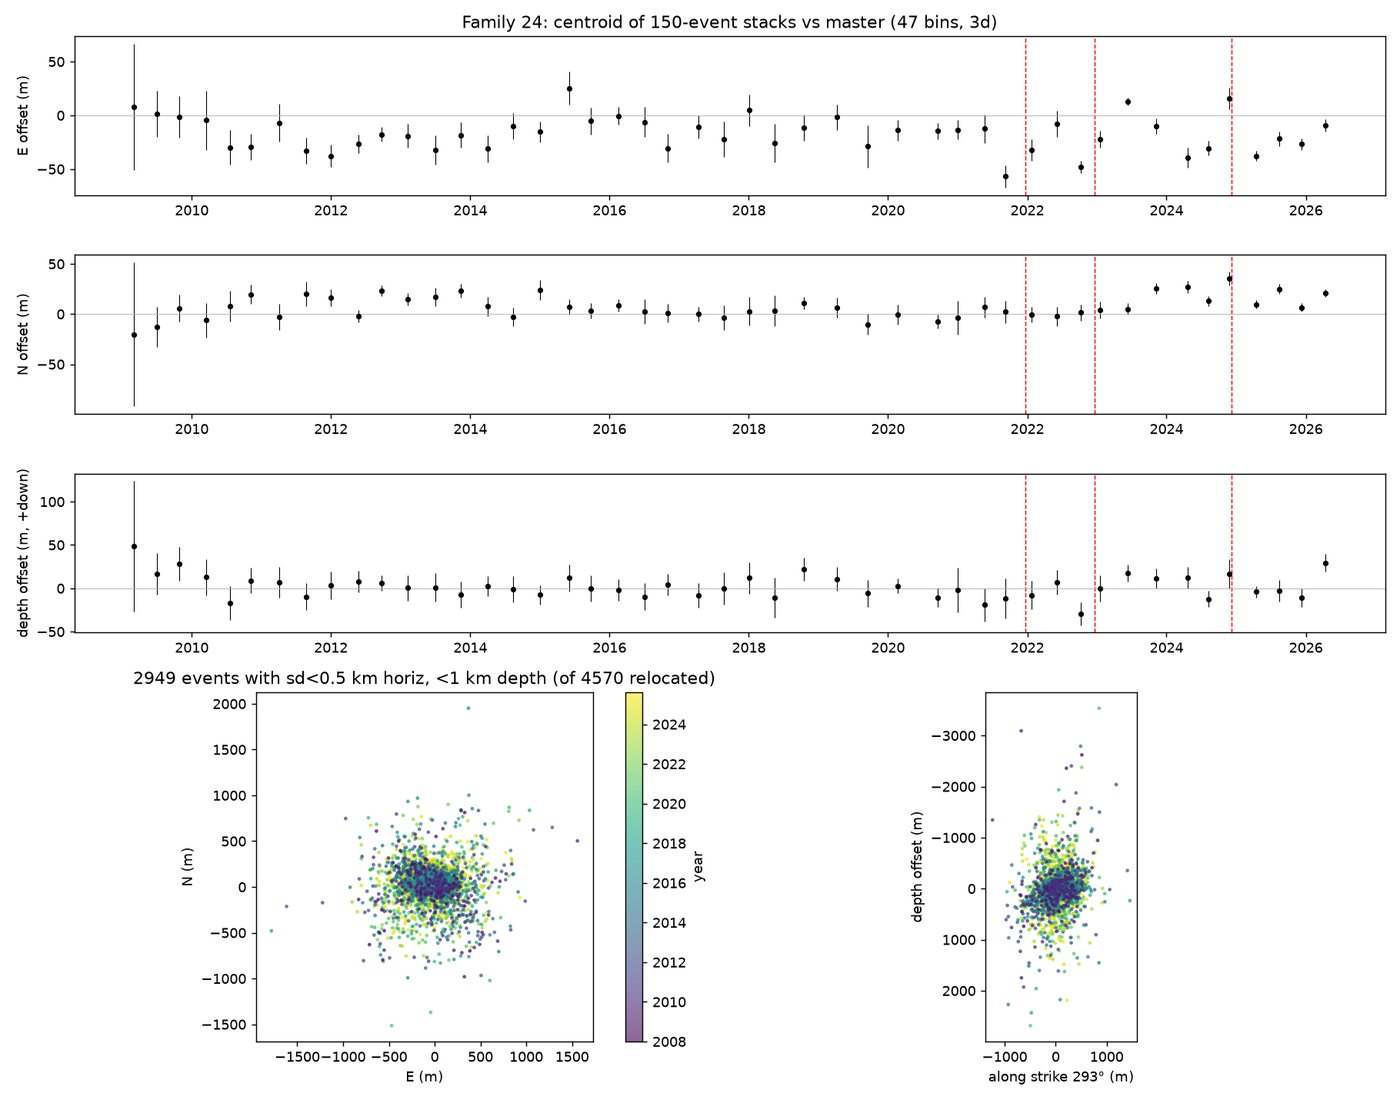 Family 24: centroid of 150-event stacks vs master (47 bins, 3d)
E offset (m)
50
0
−50
2010 2012 2014 2016 2018 2020 2022 2024 2026
N offset (m)
50
0
−50
2010 2012 2014 2016 2018 2020 2022 2024 2026
depth offset (m, +down)
100
50
0
−50
2010 2012 2014 2016 2018 2020 2022 2024 2026
2949 events with sd<0.5 km horiz, <1 km depth (of 4570 relocated)
N (m)
2000
1500
1000
500
0
−500
−1000
−1500
−1500 −1000 −500 0 500 1000 1500
E (m)
2024
2022
2020
2018
2016
2014
2012
2010
2008
year
depth offset (m)
−3000
−2000
−1000
0
1000
2000
−1000 0 1000
along strike 293° (m)